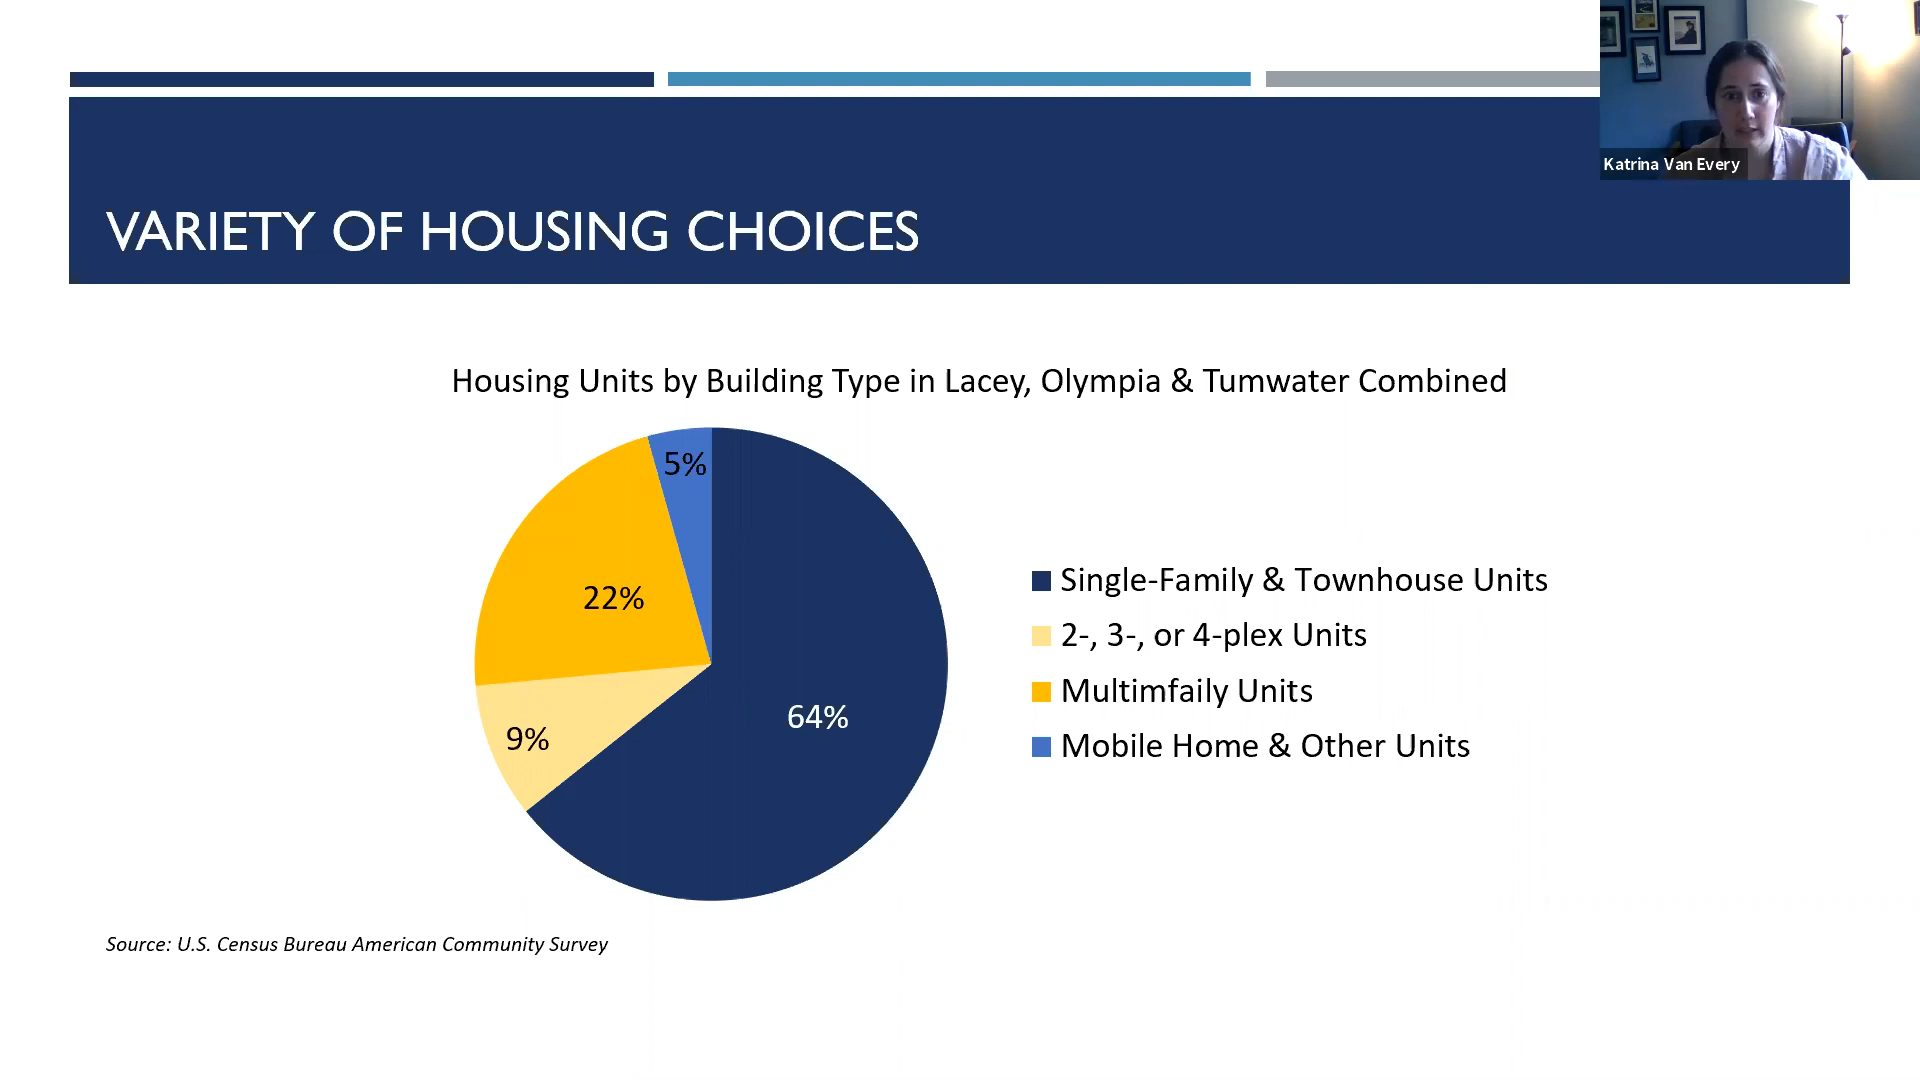 Katrina Van Every
VARIETY OF HOUSING CHOICES
Housing Units by Building Type in Lacey, Olympia & Tumwater Combined
5%
22%
9%
64%
Single-Family & Townhouse Units
2-, 3-, or 4-plex Units
Multimfaily Units
Mobile Home & Other Units
Source: U.S. Census Bureau American Community Survey